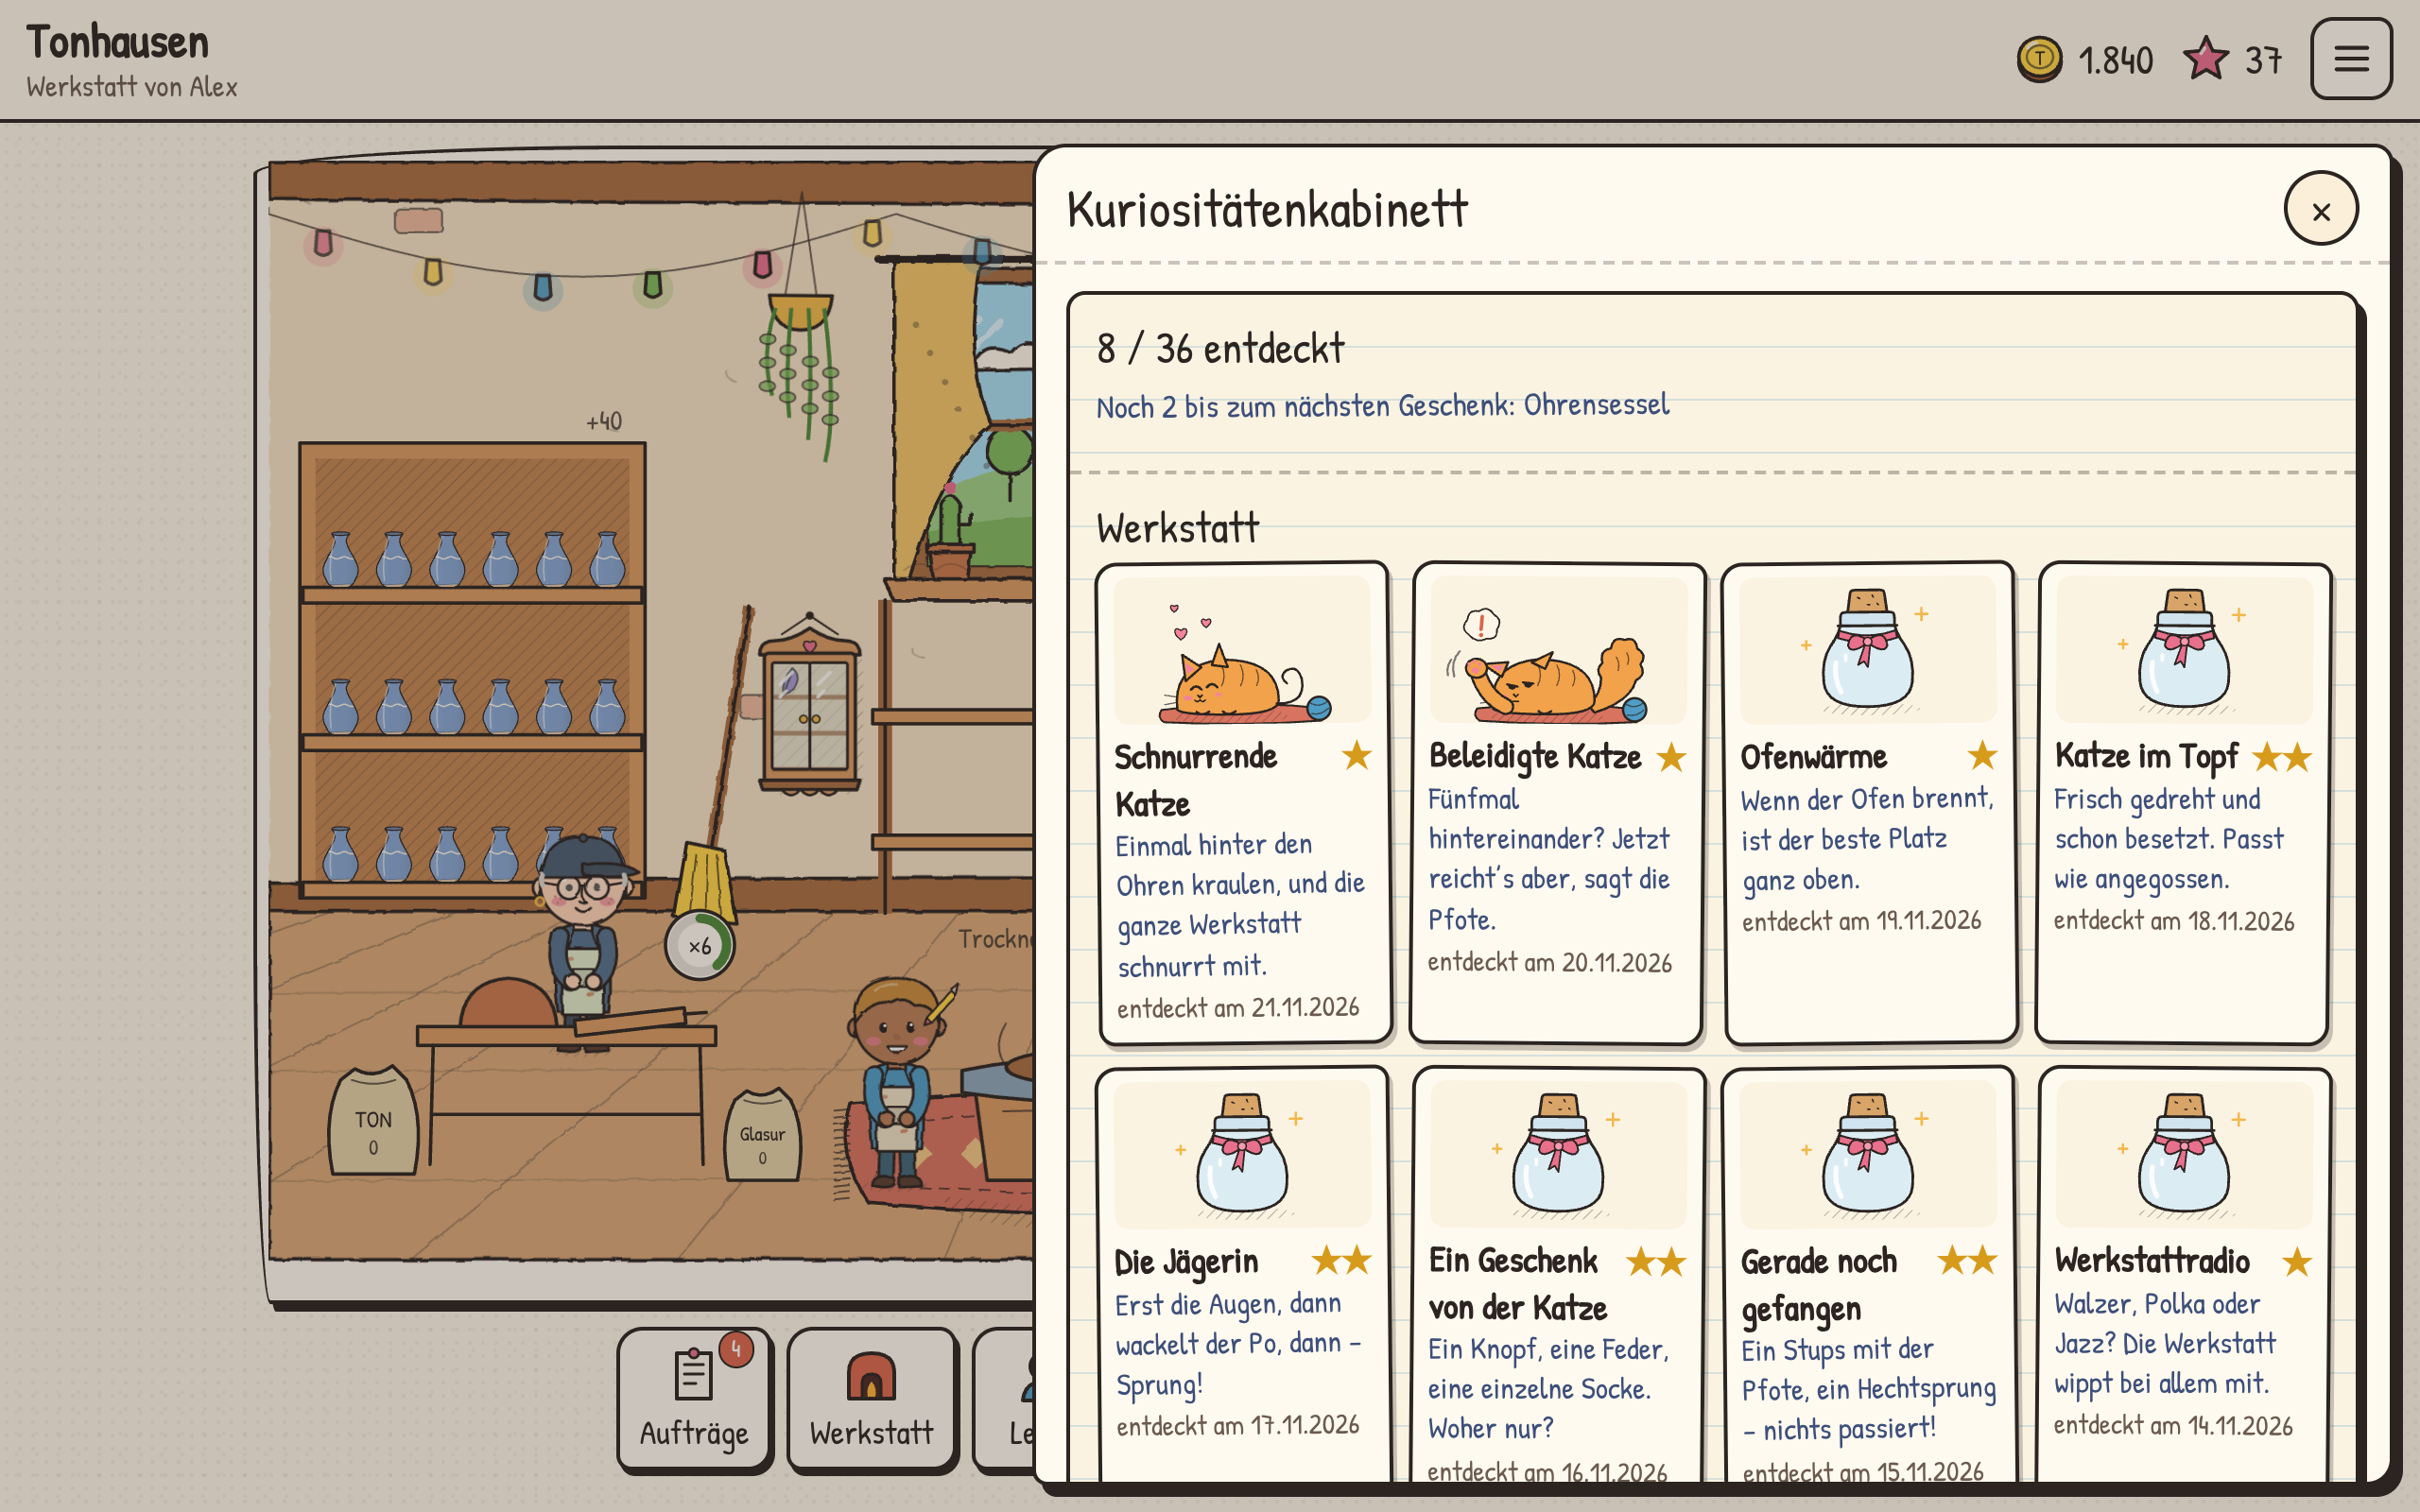 Tonhausen
Werkstatt von Alex
T
1.840
37
+40
×6
TON
0
Glasur
0
4
Aufträge
Werkstatt
Kuriositätenkabinett
×
8 / 36 entdeckt
Noch 2 bis zum nächsten Geschenk: Ohrensessel
Werkstatt
Schnurrende
Katze
Einmal hinter den
Ohren kraulen, und die
ganze Werkstatt
schnurrt mit.
entdeckt am 21.11.2026
!
Beleidigte Katze
Fünfmal
hintereinander? Jetzt
reicht's aber, sagt die
Pfote.
entdeckt am 20.11.2026
Ofenwärme
Wenn der Ofen brennt,
ist der beste Platz
ganz oben.
entdeckt am 19.11.2026
Katze im Topf
Frisch gedreht und
schon besetzt. Passt
wie angegossen.
entdeckt am 18.11.2026
Die Jägerin
Erst die Augen, dann
wackelt der Po, dann –
Sprung!
entdeckt am 17.11.2026
Ein Geschenk
von der Katze
Ein Knopf, eine Feder,
eine einzelne Socke.
Woher nur?
entdeckt am 16.11.2026
Gerade noch
gefangen
Ein Stups mit der
Pfote, ein Hechtsprung
– nichts passiert!
entdeckt am 15.11.2026
Werkstattradio
Walzer, Polka oder
Jazz? Die Werkstatt
wippt bei allem mit.
entdeckt am 14.11.2026